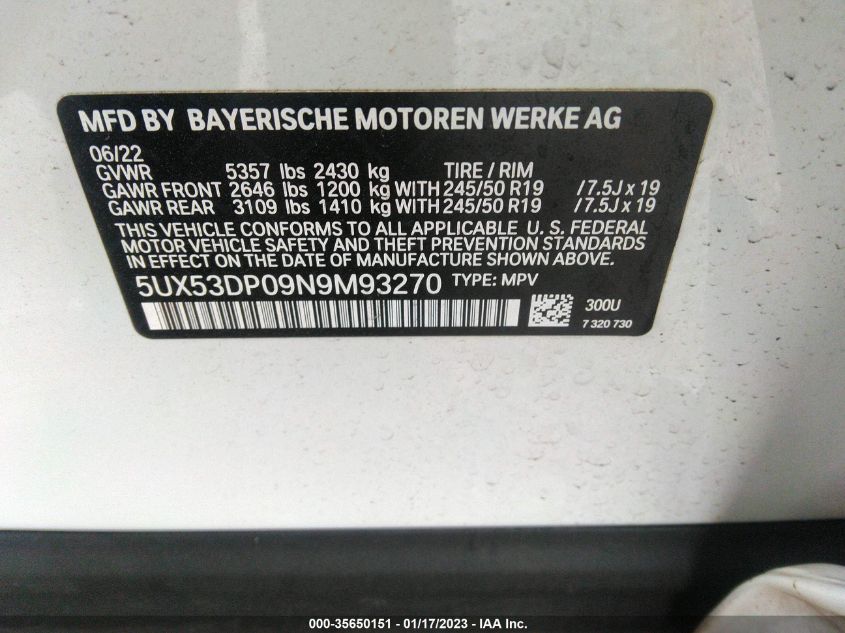 MFD BY BAYERISCHE MOTOREN WERKE AG
06/22
GVWR 5357 lbs 2430 kg TIRE / RIM
GAWR FRONT 2646 lbs 1200 kg WITH 245/50 R19 / 7.5J x 19
GAWR REAR 3109 lbs 1410 kg WITH 245/50 R19 / 7.5J x 19
THIS VEHICLE CONFORMS TO ALL APPLICABLE U. S. FEDERAL
MOTOR VEHICLE SAFETY AND THEFT PREVENTION STANDARDS
IN EFFECT ON THE DATE OF MANUFACTURE SHOWN ABOVE.
5UX53DP09N9M93270 TYPE: MPV
300U
7 320 730
000-35650151 — 01/17/2023 — IAA Inc.